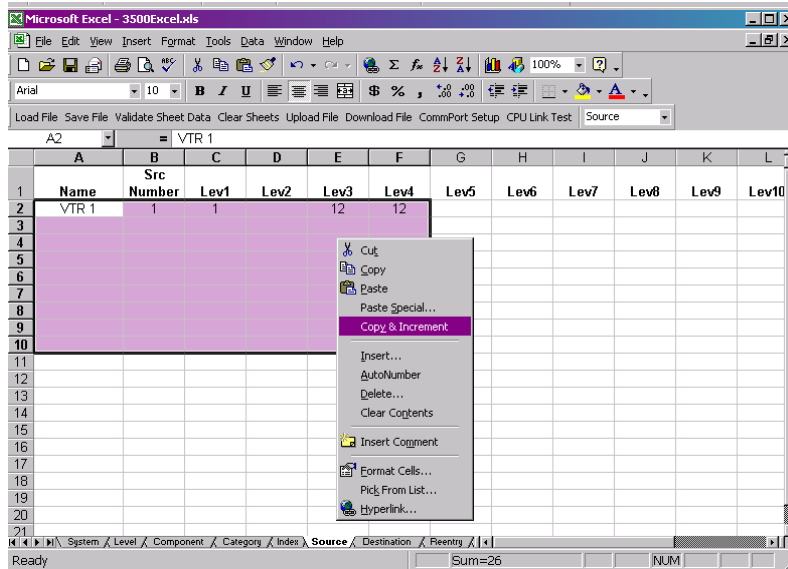 Microsoft Excel - 3500Excel.xls
File Edit View Insert Format Tools Data Window Help
100%
Arial 10 B I U $ % ,
Load File Save File Validate Sheet Data Clear Sheets Upload File Download File CommPort Setup CPU Link Test Source
A2 = VTR 1
A B C D E F G H I J K L
1 Name Src Number Lev1 Lev2 Lev3 Lev4 Lev5 Lev6 Lev7 Lev8 Lev9 Lev10
2 VTR 1 1 1 12 12
3
4
5
6
7
8
9
10
11
12
13
14
15
16
17
18
19
20
21
Cut
Copy
Paste
Paste Special...
Copy & Increment
Insert...
AutoNumber
Delete...
Clear Contents
Insert Comment
Format Cells...
Pick From List...
Hyperlink...
System Level Component Category Index Source Destination Reentry
Ready Sum=26 NUM